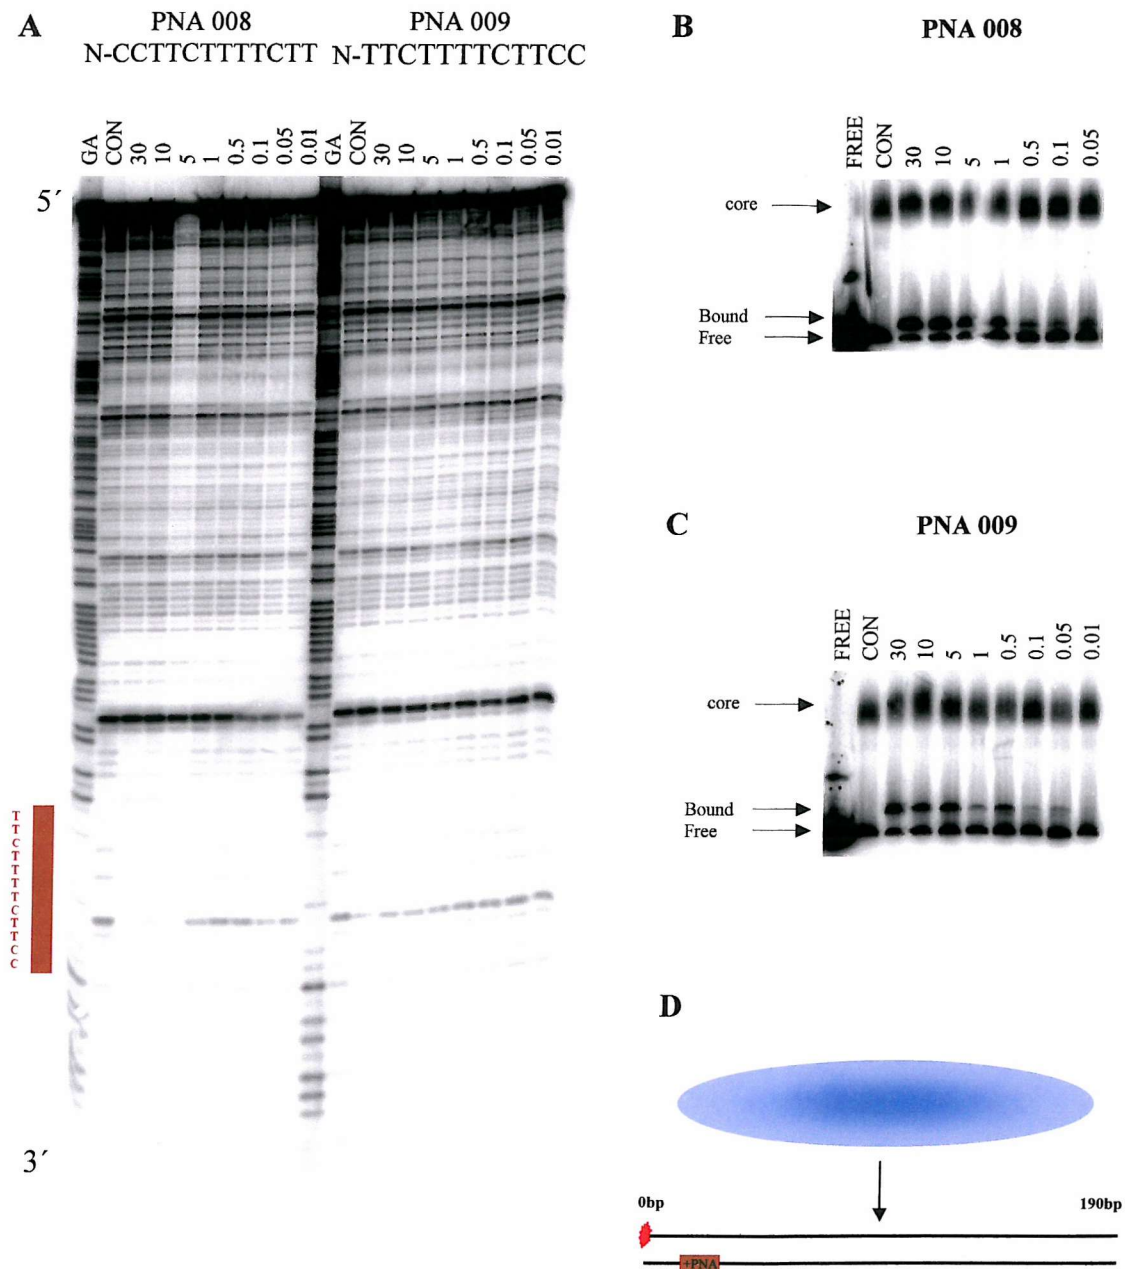 A
PNA 008
N-CCTTCTTTTCTT
PNA 009
N-TTCTTTTCTTCC
GA CON 30 10 5 1 0.5 0.1 0.05 0.01 GA CON 30 10 5 1 0.5 0.1 0.05 0.01
5´
T
T
C
T
T
T
T
C
T
T
C
C
3´
B
PNA 008
FREE CON 30 10 5 1 0.5 0.1 0.05
core
Bound
Free
C
PNA 009
FREE CON 30 10 5 1 0.5 0.1 0.05 0.01
core
Bound
Free
D
0bp
190bp
+PNA